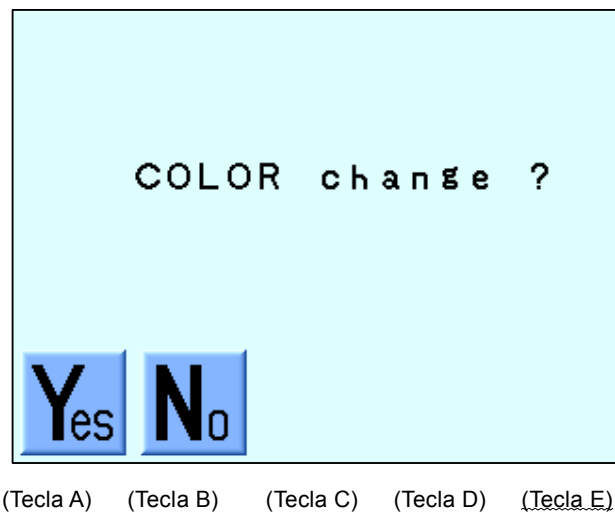 COLOR change ?
Yes No
(Tecla A) (Tecla B) (Tecla C) (Tecla D) (Tecla E)